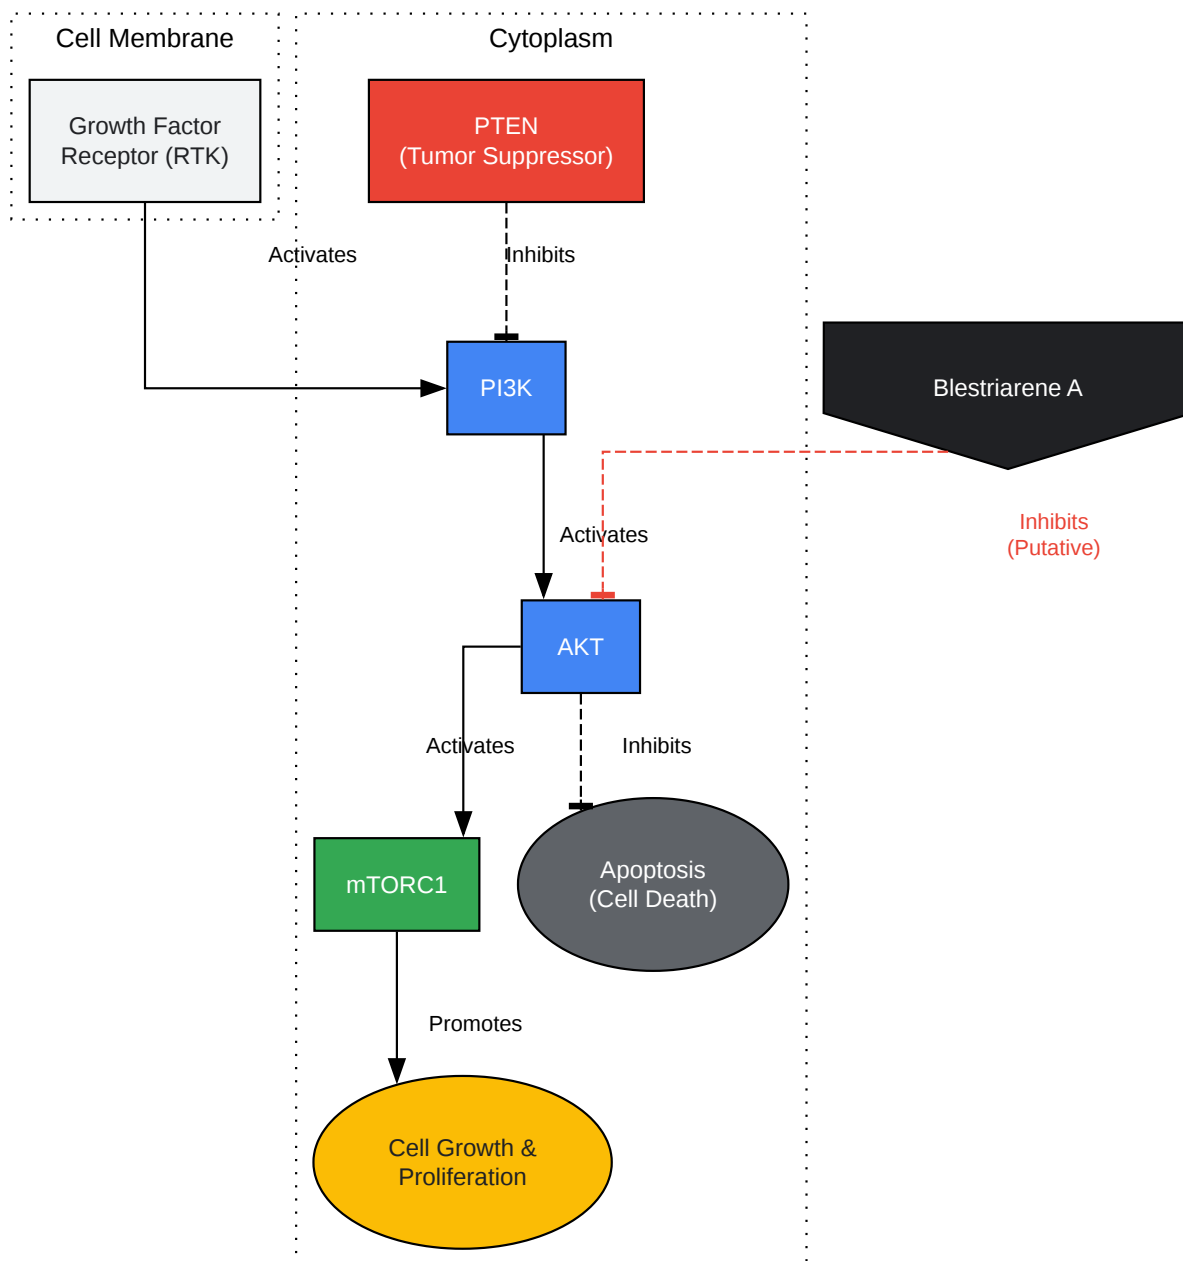 Cell Membrane
Cytoplasm
Growth Factor
Receptor (RTK)
PTEN
(Tumor Suppressor)
Activates
Inhibits
PI3K
Blestriarene A
Inhibits
(Putative)
Activates
AKT
Activates
Inhibits
mTORC1
Apoptosis
(Cell Death)
Promotes
Cell Growth &
Proliferation